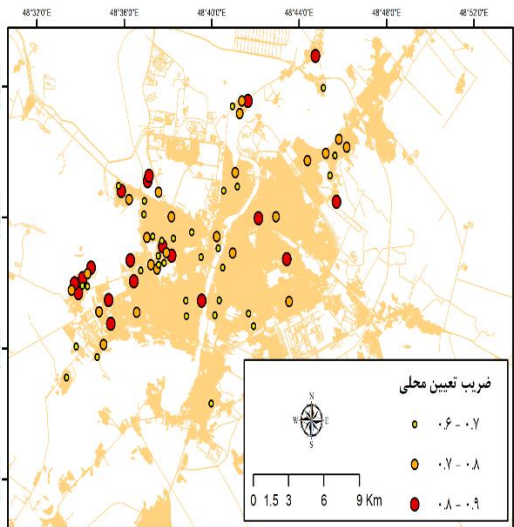 48°32'0"E 48°36'0"E 48°40'0"E 48°44'0"E 48°48'0"E 48°52'0"E
ضریب تعیین محلی
N
W E
S
۰.۶ - ۰.۷
۰.۷ - ۰.۸
۰.۸ - ۰.۹
0 1.5 3 6 9 Km